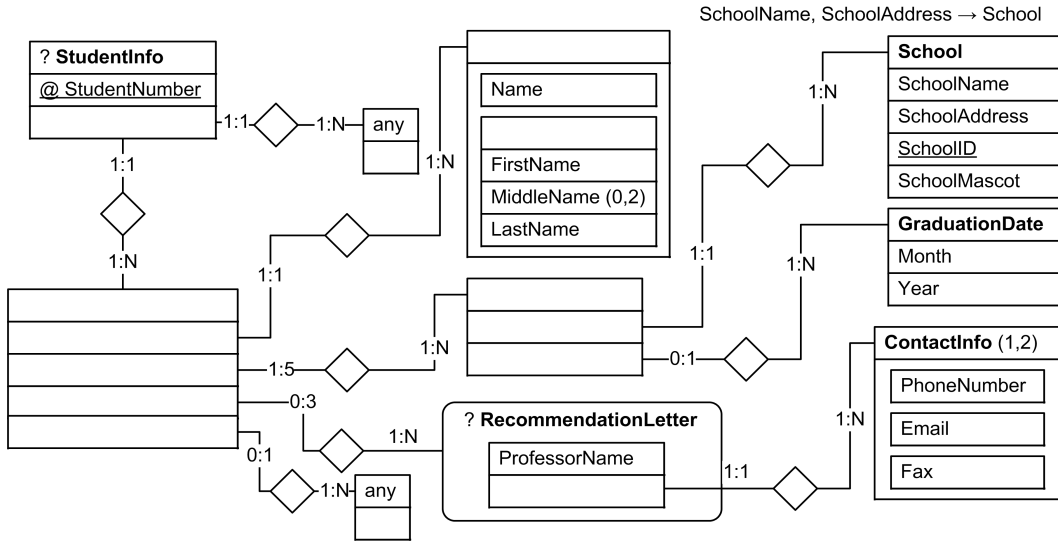 SchoolName, SchoolAddress → School
? StudentInfo
@ StudentNumber
1:1
1:N
any
1:1
1:N
1:N
1:1
Name
FirstName
MiddleName (0,2)
LastName
1:N
School
SchoolName
SchoolAddress
SchoolID
SchoolMascot
1:1
1:N
GraduationDate
Month
Year
1:5
1:N
0:1
0:3
1:N
0:1
1:N
any
? RecommendationLetter
ProfessorName
1:1
1:N
ContactInfo (1,2)
PhoneNumber
Email
Fax